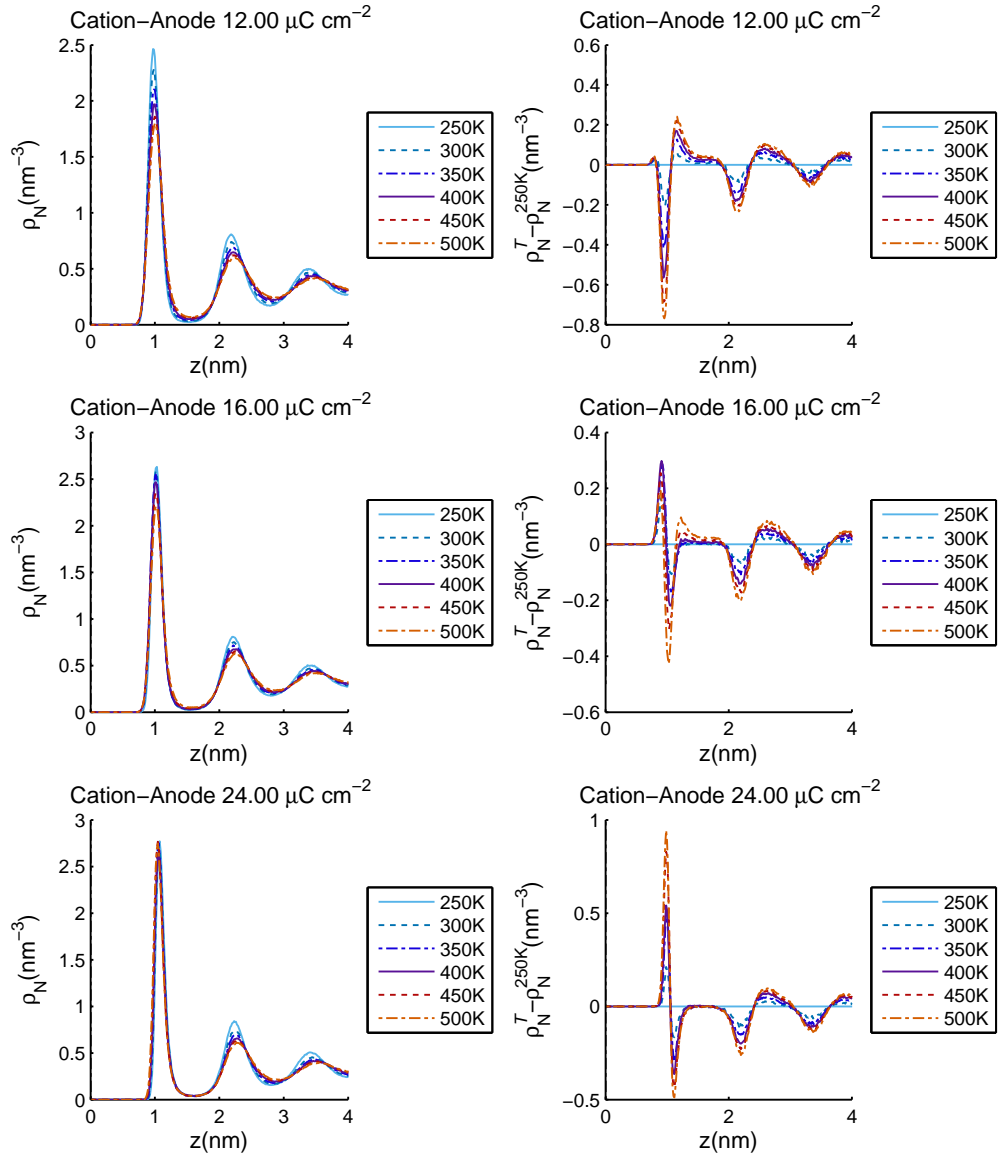 Cation−Anode 12.00 μC cm−2
ρN(nm−3)
2.5
2
1.5
1
0.5
0
0 1 2 3 4
z(nm)
250K
300K
350K
400K
450K
500K
Cation−Anode 12.00 μC cm−2
ρNT−ρN250K(nm−3)
0.6
0.4
0.2
0
−0.2
−0.4
−0.6
−0.8
0 2 4
z(nm)
250K
300K
350K
400K
450K
500K
Cation−Anode 16.00 μC cm−2
ρN(nm−3)
3
2.5
2
1.5
1
0.5
0
0 1 2 3 4
z(nm)
250K
300K
350K
400K
450K
500K
Cation−Anode 16.00 μC cm−2
ρNT−ρN250K(nm−3)
0.4
0.2
0
−0.2
−0.4
−0.6
0 2 4
z(nm)
250K
300K
350K
400K
450K
500K
Cation−Anode 24.00 μC cm−2
ρN(nm−3)
3
2.5
2
1.5
1
0.5
0
0 1 2 3 4
z(nm)
250K
300K
350K
400K
450K
500K
Cation−Anode 24.00 μC cm−2
ρNT−ρN250K(nm−3)
1
0.5
0
−0.5
0 2 4
z(nm)
250K
300K
350K
400K
450K
500K